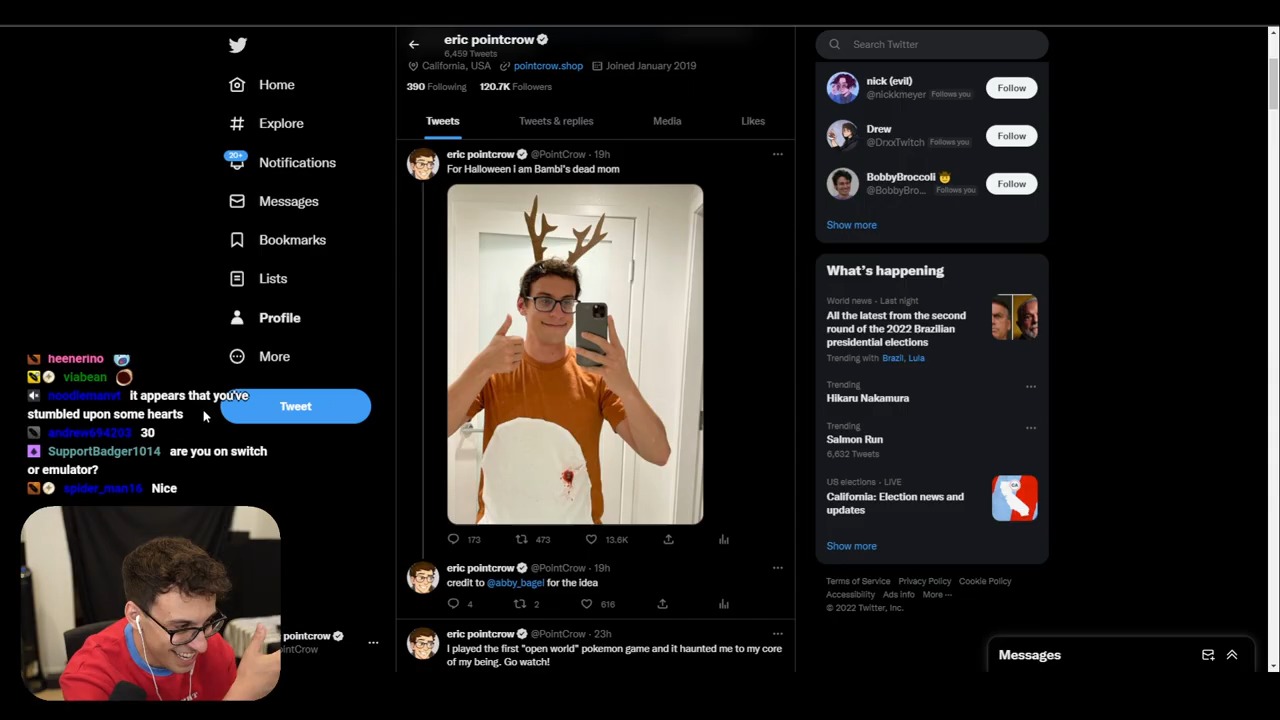 Home
Explore
20+
Notifications
Messages
Bookmarks
Lists
Profile
More
Tweet
heenerino
viabean
noodlemanvt It appears that you've
stumbled upon some hearts
andrew694203 30
SupportBadger1014 are you on switch
or emulator?
spider_man16 Nice
pointcrow
ntCrow
eric pointcrow
6,459 Tweets
California, USA pointcrow.shop Joined January 2019
390 Following 120.7K Followers
Tweets Tweets & replies Media Likes
eric pointcrow @PointCrow · 19h
For Halloween I am Bambi's dead mom
173 473 13.6K
eric pointcrow @PointCrow · 19h
credit to @abby_bagel for the idea
4 2 616
eric pointcrow @PointCrow · 23h
I played the first "open world" pokemon game and it haunted me to my core
of my being. Go watch!
Search Twitter
nick (evil)
@nickkmeyer Follows you
Follow
Drew
@DrxxTwitch Follows you
Follow
BobbyBroccoli
@BobbyBro... Follows you
Follow
Show more
What's happening
World news · Last night
All the latest from the second
round of the 2022 Brazilian
presidential elections
Trending with Brazil, Lula
Trending
Hikaru Nakamura
Trending
Salmon Run
6,632 Tweets
US elections · LIVE
California: Election news and
updates
CA
Show more
Terms of Service Privacy Policy Cookie Policy
Accessibility Ads info More ···
© 2022 Twitter, Inc.
Messages